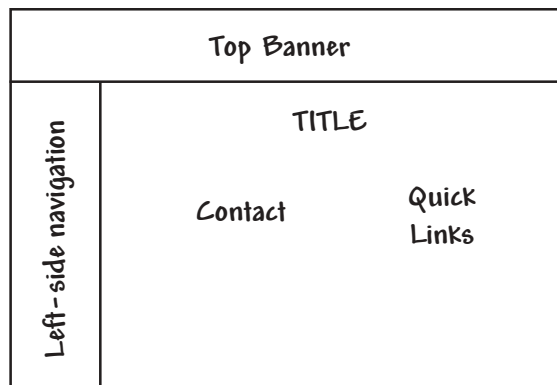 Top Banner
Left-side navigation
TITLE
Contact
Quick
Links